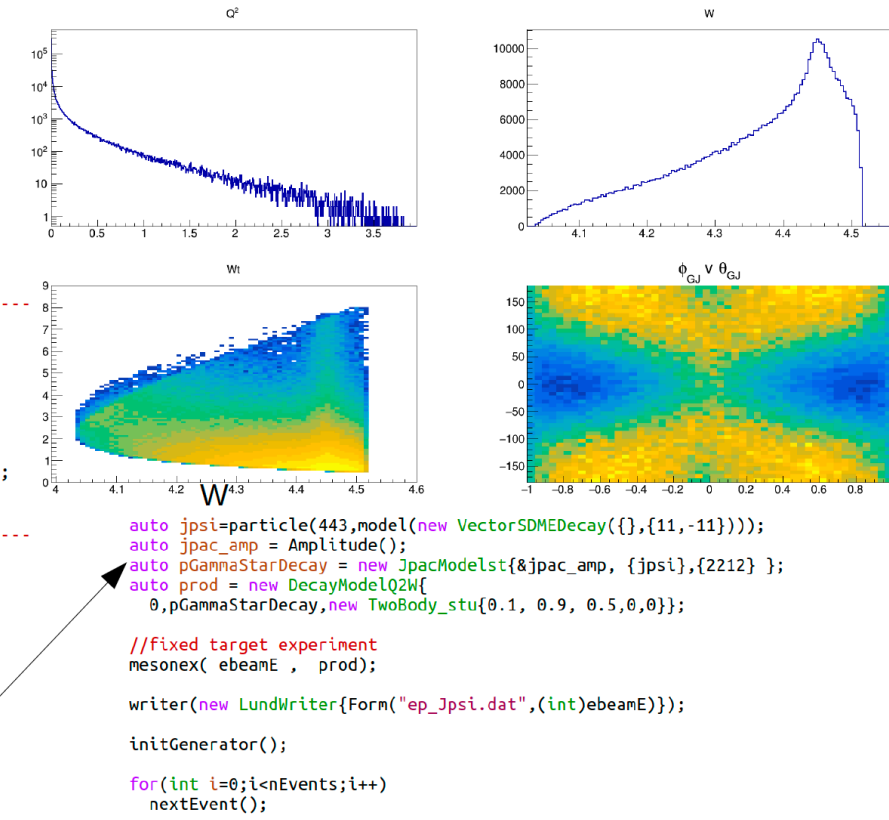 Q²
W
10⁵
10⁴
10³
10²
10
1
0.5 1 1.5 2 2.5 3 3.5
10000
8000
6000
4000
2000
0
4.1 4.2 4.3 4.4 4.5
Wt
ϕGJ v θGJ
9
8
7
6
5
4
3
2
1
0
4 4.1 4.2 4.3 4.4 4.5 4.6
W
150
100
50
0
−50
−100
−150
−1 −0.8 −0.6 −0.4 −0.2 0 0.2 0.4 0.6 0.8
---
;
---
auto jpsi=particle(443,model(new VectorSDMEDecay({},{11,-11})));
auto jpac_amp = Amplitude();
auto pGammaStarDecay = new JpacModelst{&jpac_amp, {jpsi},{2212} };
auto prod = new DecayModelQ2W{
0,pGammaStarDecay,new TwoBody_stu{0.1, 0.9, 0.5,0,0}};
//fixed target experiment
mesonex( ebeamE , prod);
writer(new LundWriter{Form("ep_Jpsi.dat",(int)ebeamE)});
initGenerator();
for(int i=0;i<nEvents;i++)
nextEvent();